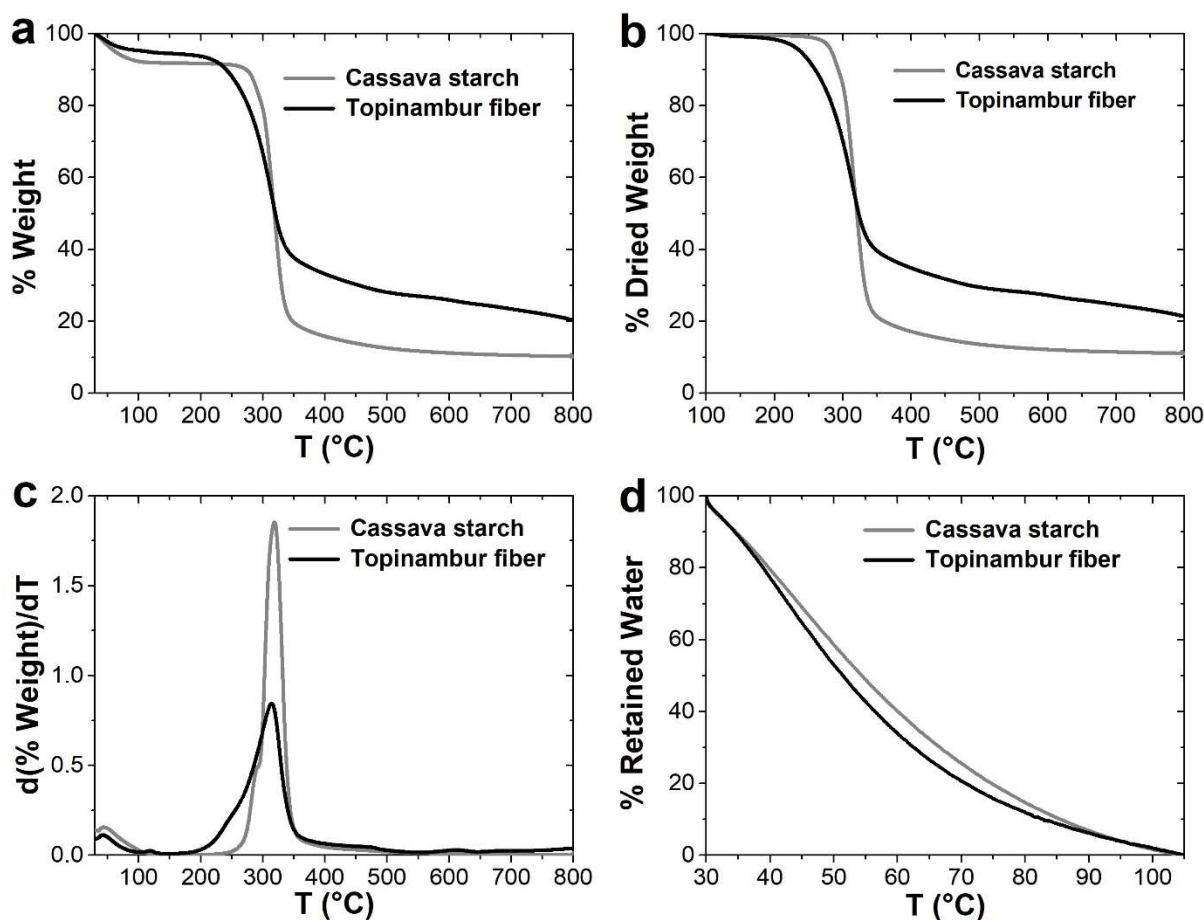 a
% Weight
100
80
60
40
20
0
Cassava starch
Topinambur fiber
100 200 300 400 500 600 700 800
T (°C)
b
% Dried Weight
100
80
60
40
20
0
Cassava starch
Topinambur fiber
100 200 300 400 500 600 700 800
T (°C)
c
d(% Weight)/dT
2.0
1.5
1.0
0.5
0.0
Cassava starch
Topinambur fiber
100 200 300 400 500 600 700 800
T (°C)
d
% Retained Water
100
80
60
40
20
0
Cassava starch
Topinambur fiber
30 40 50 60 70 80 90 100
T (°C)